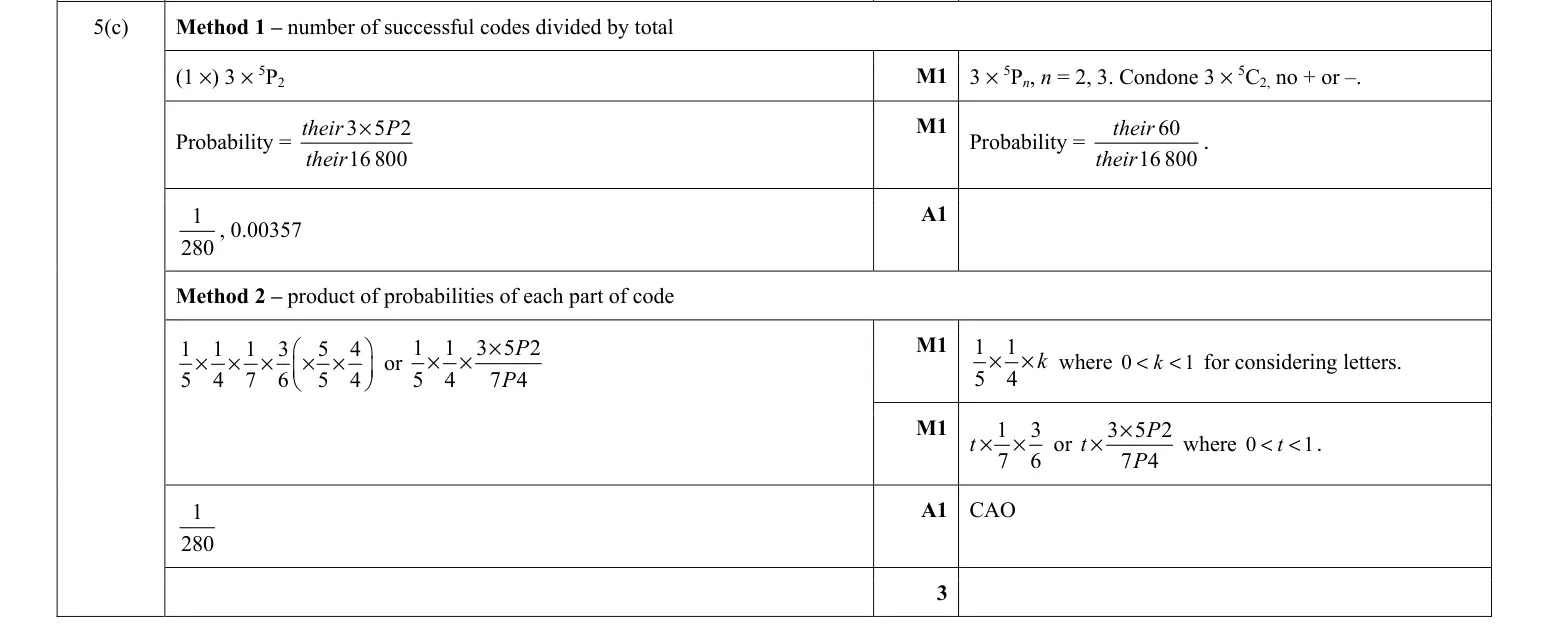 5(c) Method 1 – number of successful codes divided by total
(1 ×) 3 × ⁵P₂ M1 3 × ⁵Pₙ, n = 2, 3. Condone 3 × ⁵C₂, no + or –.
Probability = their 3 × 5P2 / their 16 800 M1 Probability = their 60 / their 16 800 .
1/280 , 0.00357 A1
Method 2 – product of probabilities of each part of code
1/5 × 1/4 × 1/7 × 3/6 ( × 5/5 × 4/4 ) or 1/5 × 1/4 × 3×5P2/7P4 M1 1/5 × 1/4 × k where 0 < k < 1 for considering letters.
M1 t × 1/7 × 3/6 or t × 3×5P2/7P4 where 0 < t < 1 .
1/280 A1 CAO
3